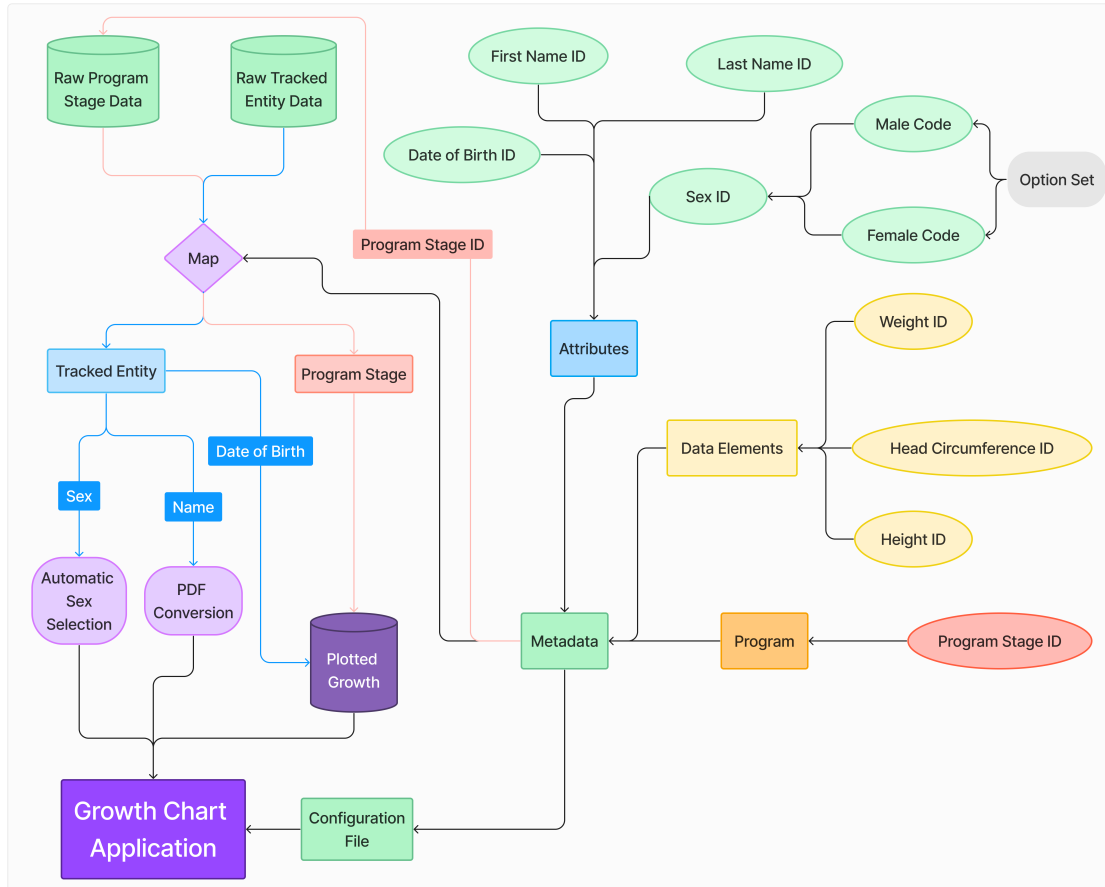 Raw Program
Stage Data
Raw Tracked
Entity Data
First Name ID
Last Name ID
Date of Birth ID
Male Code
Option Set
Sex ID
Female Code
Program Stage ID
Map
Weight ID
Attributes
Tracked Entity
Program Stage
Date of Birth
Data Elements
Head Circumference ID
Sex
Name
Height ID
Automatic
Sex
Selection
PDF
Conversion
Plotted
Growth
Metadada
Program
Program Stage ID
Growth Chart
Application
Configuration
File